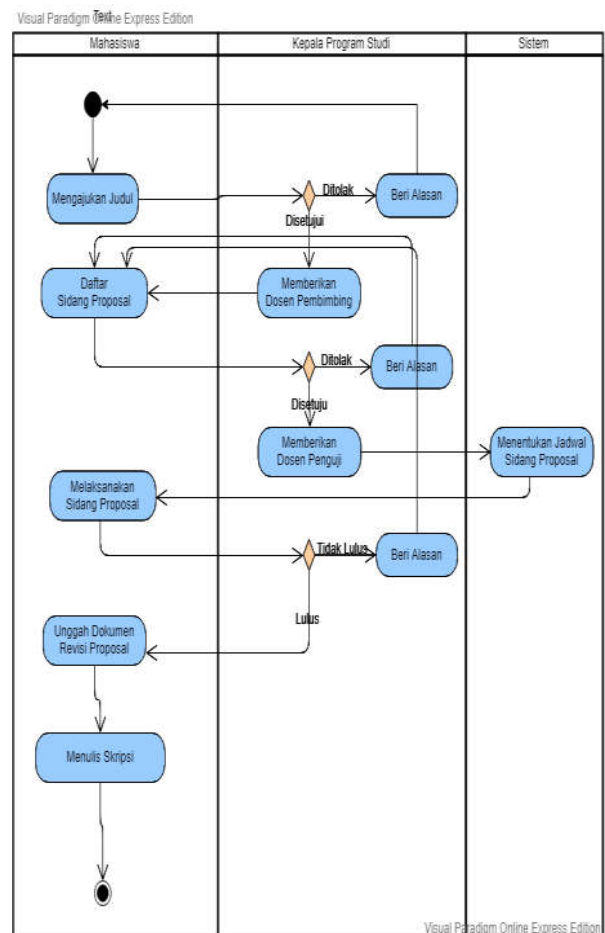 Text
Visual Paradigm Online Express Edition
Mahasiswa
Kepala Program Studi
Sistem
Mengajukan Judul
Ditolak
Beri Alasan
Disetujui
Daftar
Sidang Proposal
Memberikan
Dosen Pembimbing
Ditolak
Beri Alasan
Disetuju
Memberikan
Dosen Penguji
Menentukan Jadwal
Sidang Proposal
Melaksanakan
Sidang Proposal
Tidak Lulus
Beri Alasan
Lulus
Unggah Dokumen
Revisi Proposal
Menulis Skripsi
Visual Paradigm Online Express Edition